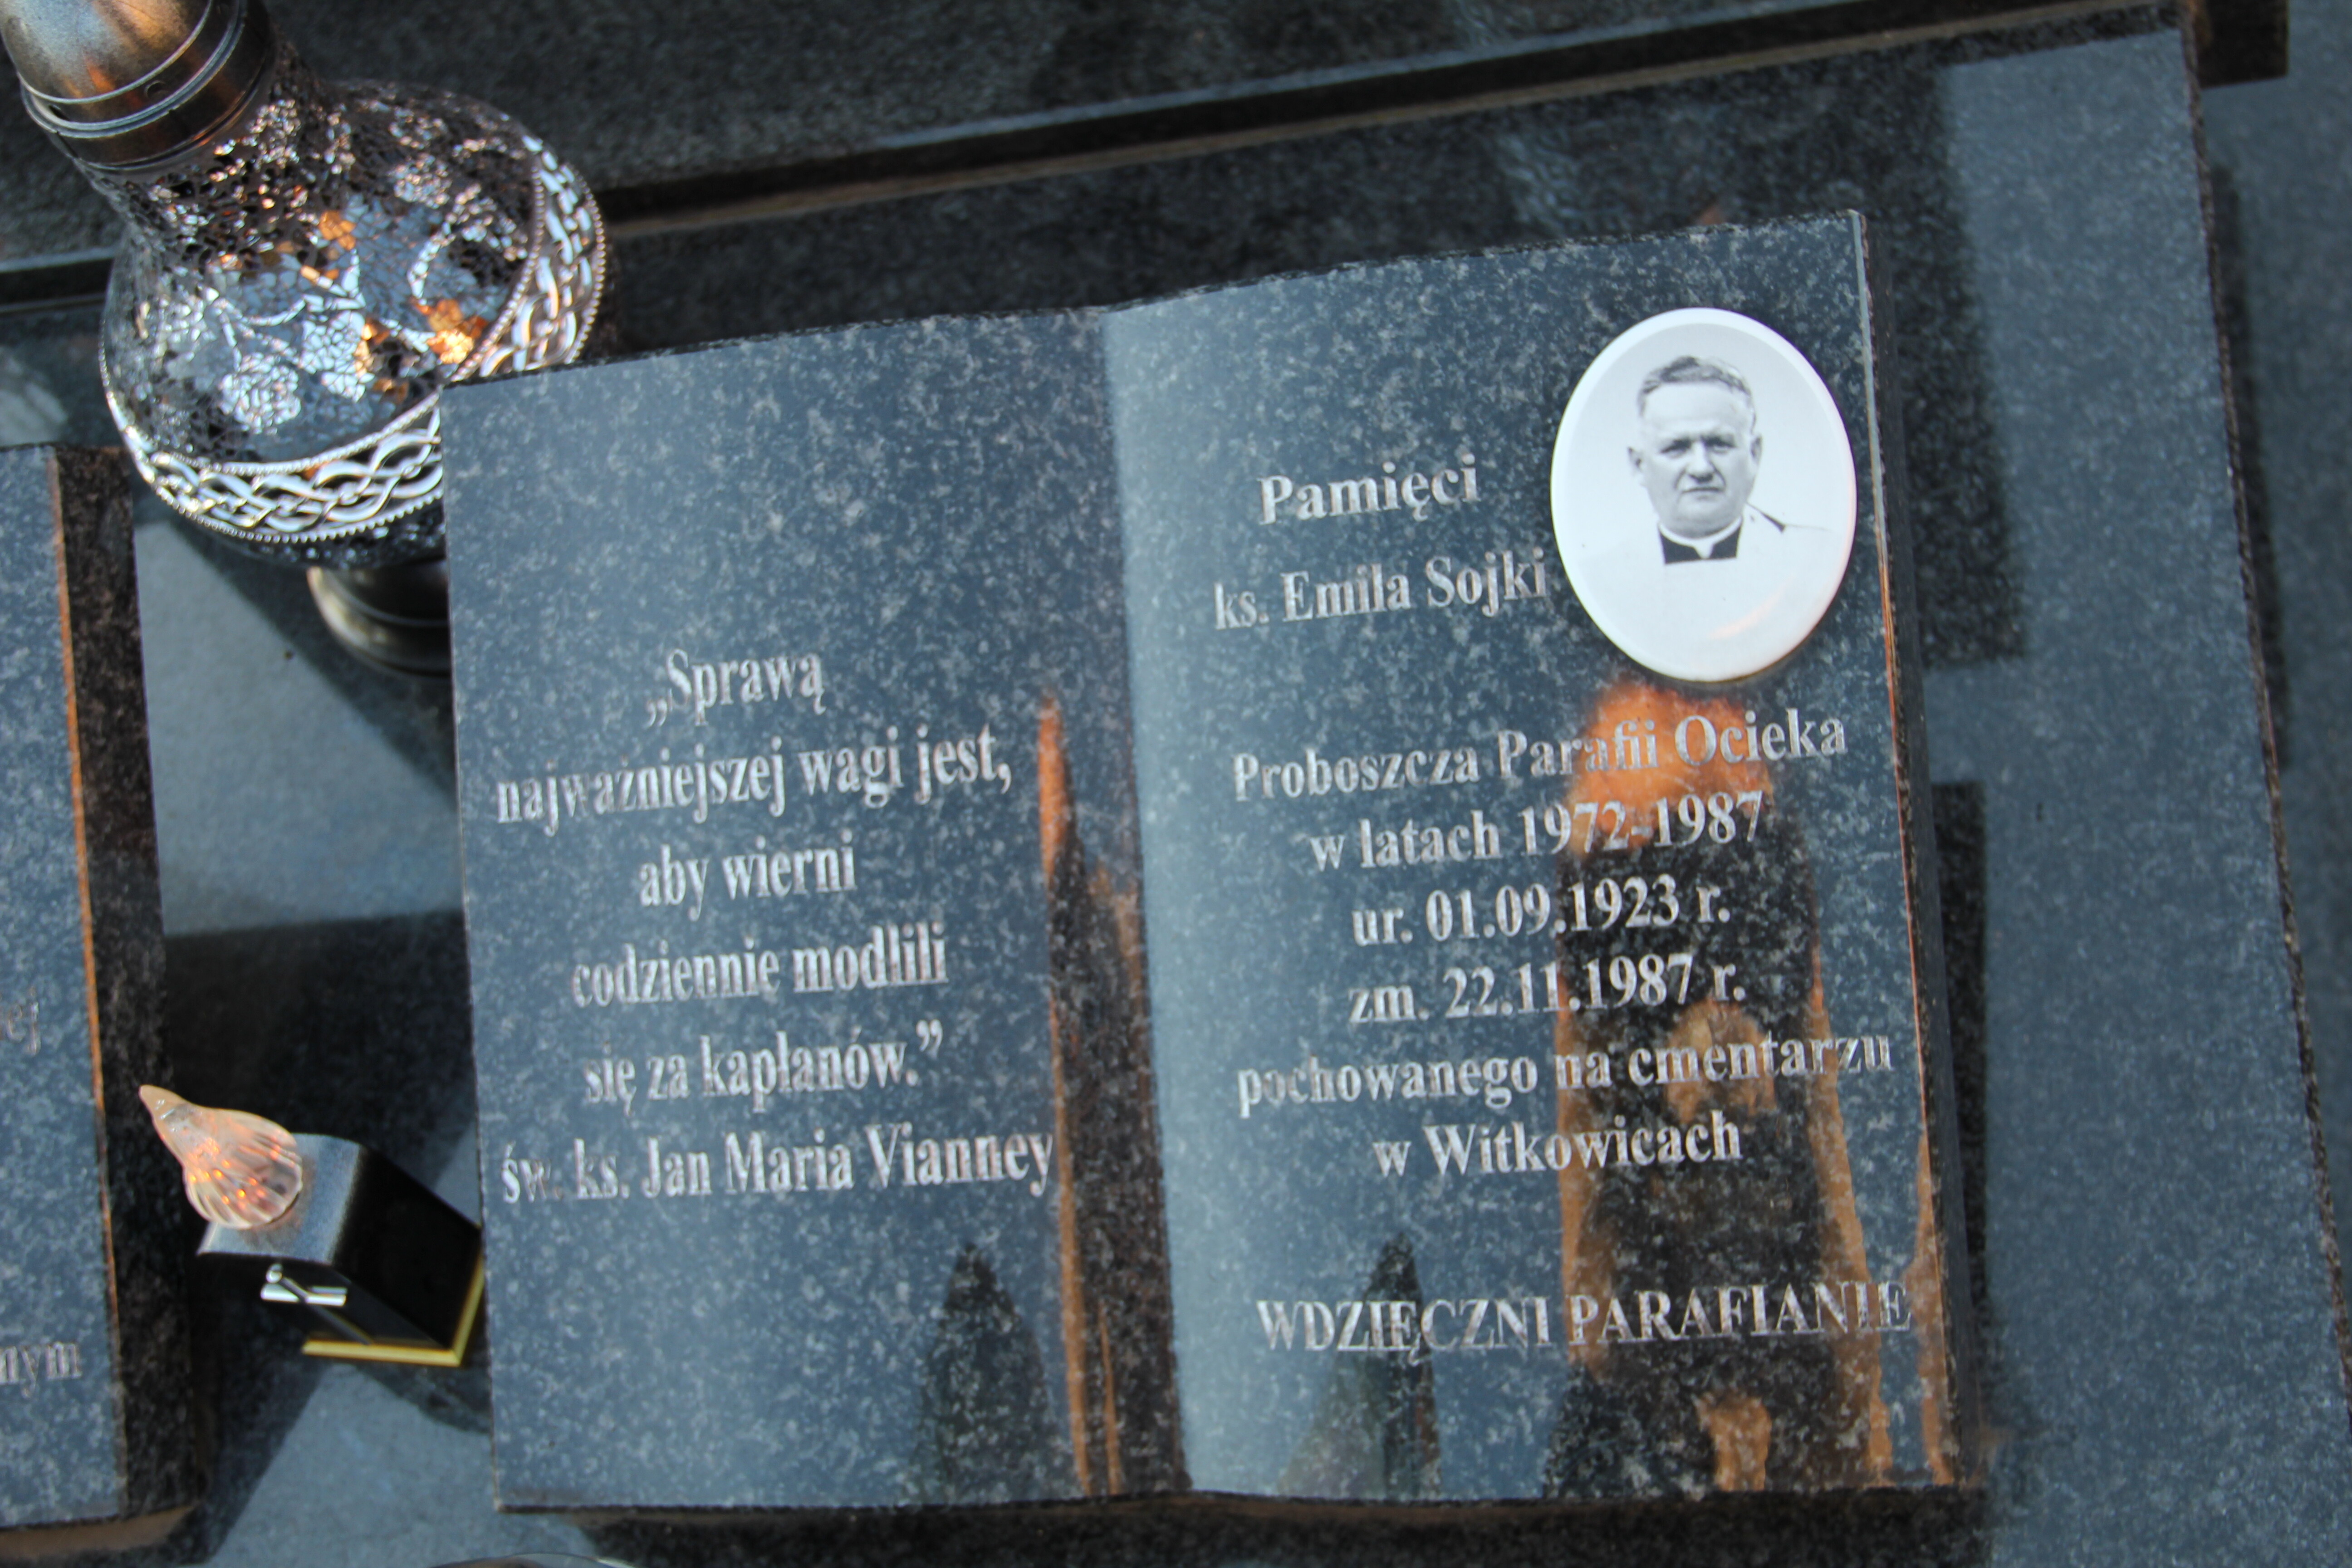 „Sprawą
najważniejszej wagi jest,
aby wierni
codziennie modlili
się za kapłanów.”
św. ks. Jan Maria Vianney
Pamięci
ks. Emila Sojki
Proboszcza Parafii Ocieka
w latach 1972-1987
ur. 01.09.1923 r.
zm. 22.11.1987 r.
pochowanego na cmentarzu
w Witkowicach
WDZIĘCZNI PARAFIANIE